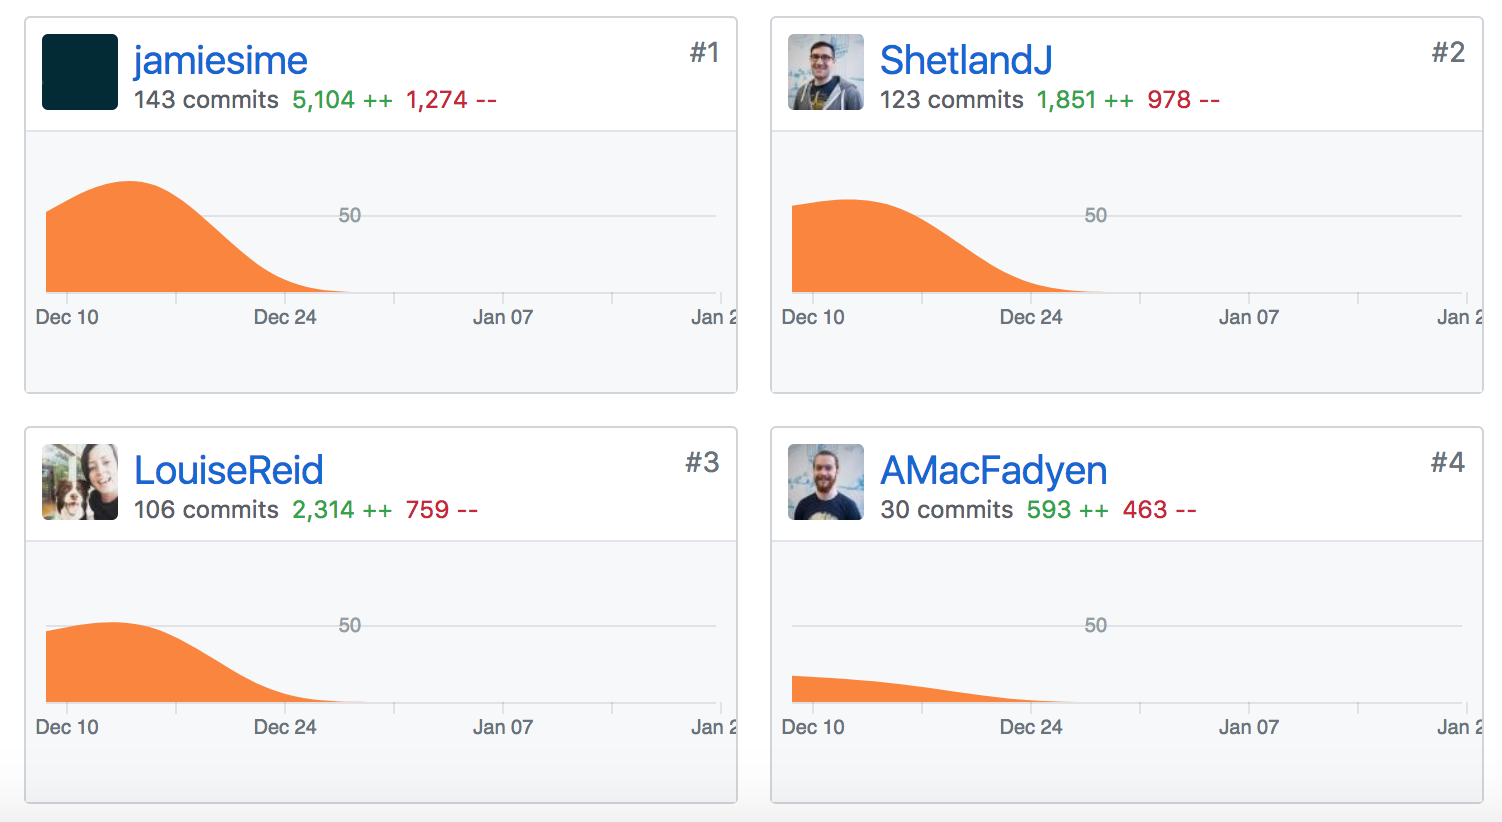 jamiesime #1
143 commits 5,104 ++ 1,274 --
50
Dec 10 Dec 24 Jan 07 Jan 2
ShetlandJ #2
123 commits 1,851 ++ 978 --
50
Dec 10 Dec 24 Jan 07 Jan 2
LouiseReid #3
106 commits 2,314 ++ 759 --
50
Dec 10 Dec 24 Jan 07 Jan 2
AMacFadyen #4
30 commits 593 ++ 463 --
50
Dec 10 Dec 24 Jan 07 Jan 2